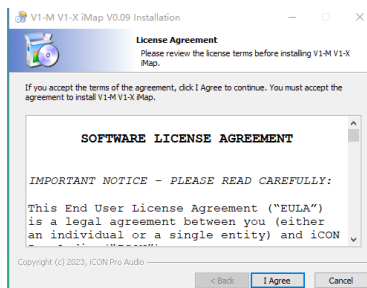 V1-M V1-X iMap V0.09 Installation
License Agreement
Please review the license terms before installing V1-M V1-X
iMap.
If you accept the terms of the agreement, click I Agree to continue. You must accept the
agreement to install V1-M V1-X iMap.
SOFTWARE LICENSE AGREEMENT
IMPORTANT NOTICE – PLEASE READ CAREFULLY:
This End User License Agreement (“EULA”)
is a legal agreement between you (either
an individual or a single entity) and iCON
Copyright (c) 2023, iCON Pro Audio
< Back
I Agree
Cancel